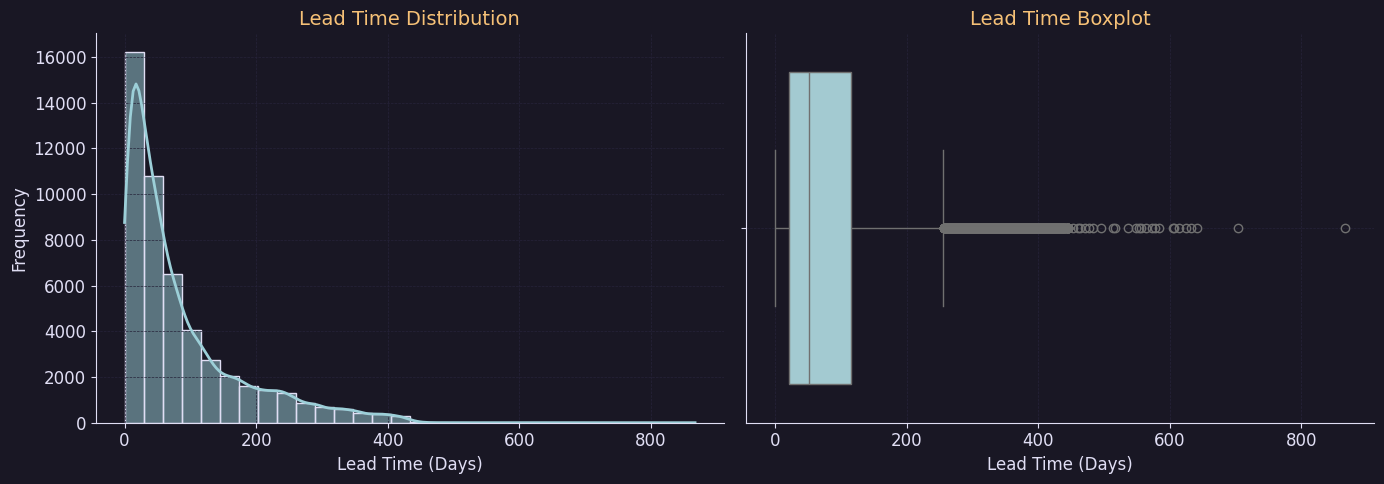 Lead Time Distribution
Frequency
16000
14000
12000
10000
8000
6000
4000
2000
0
0 200 400 600 800
Lead Time (Days)
Lead Time Boxplot
0 200 400 600 800
Lead Time (Days)